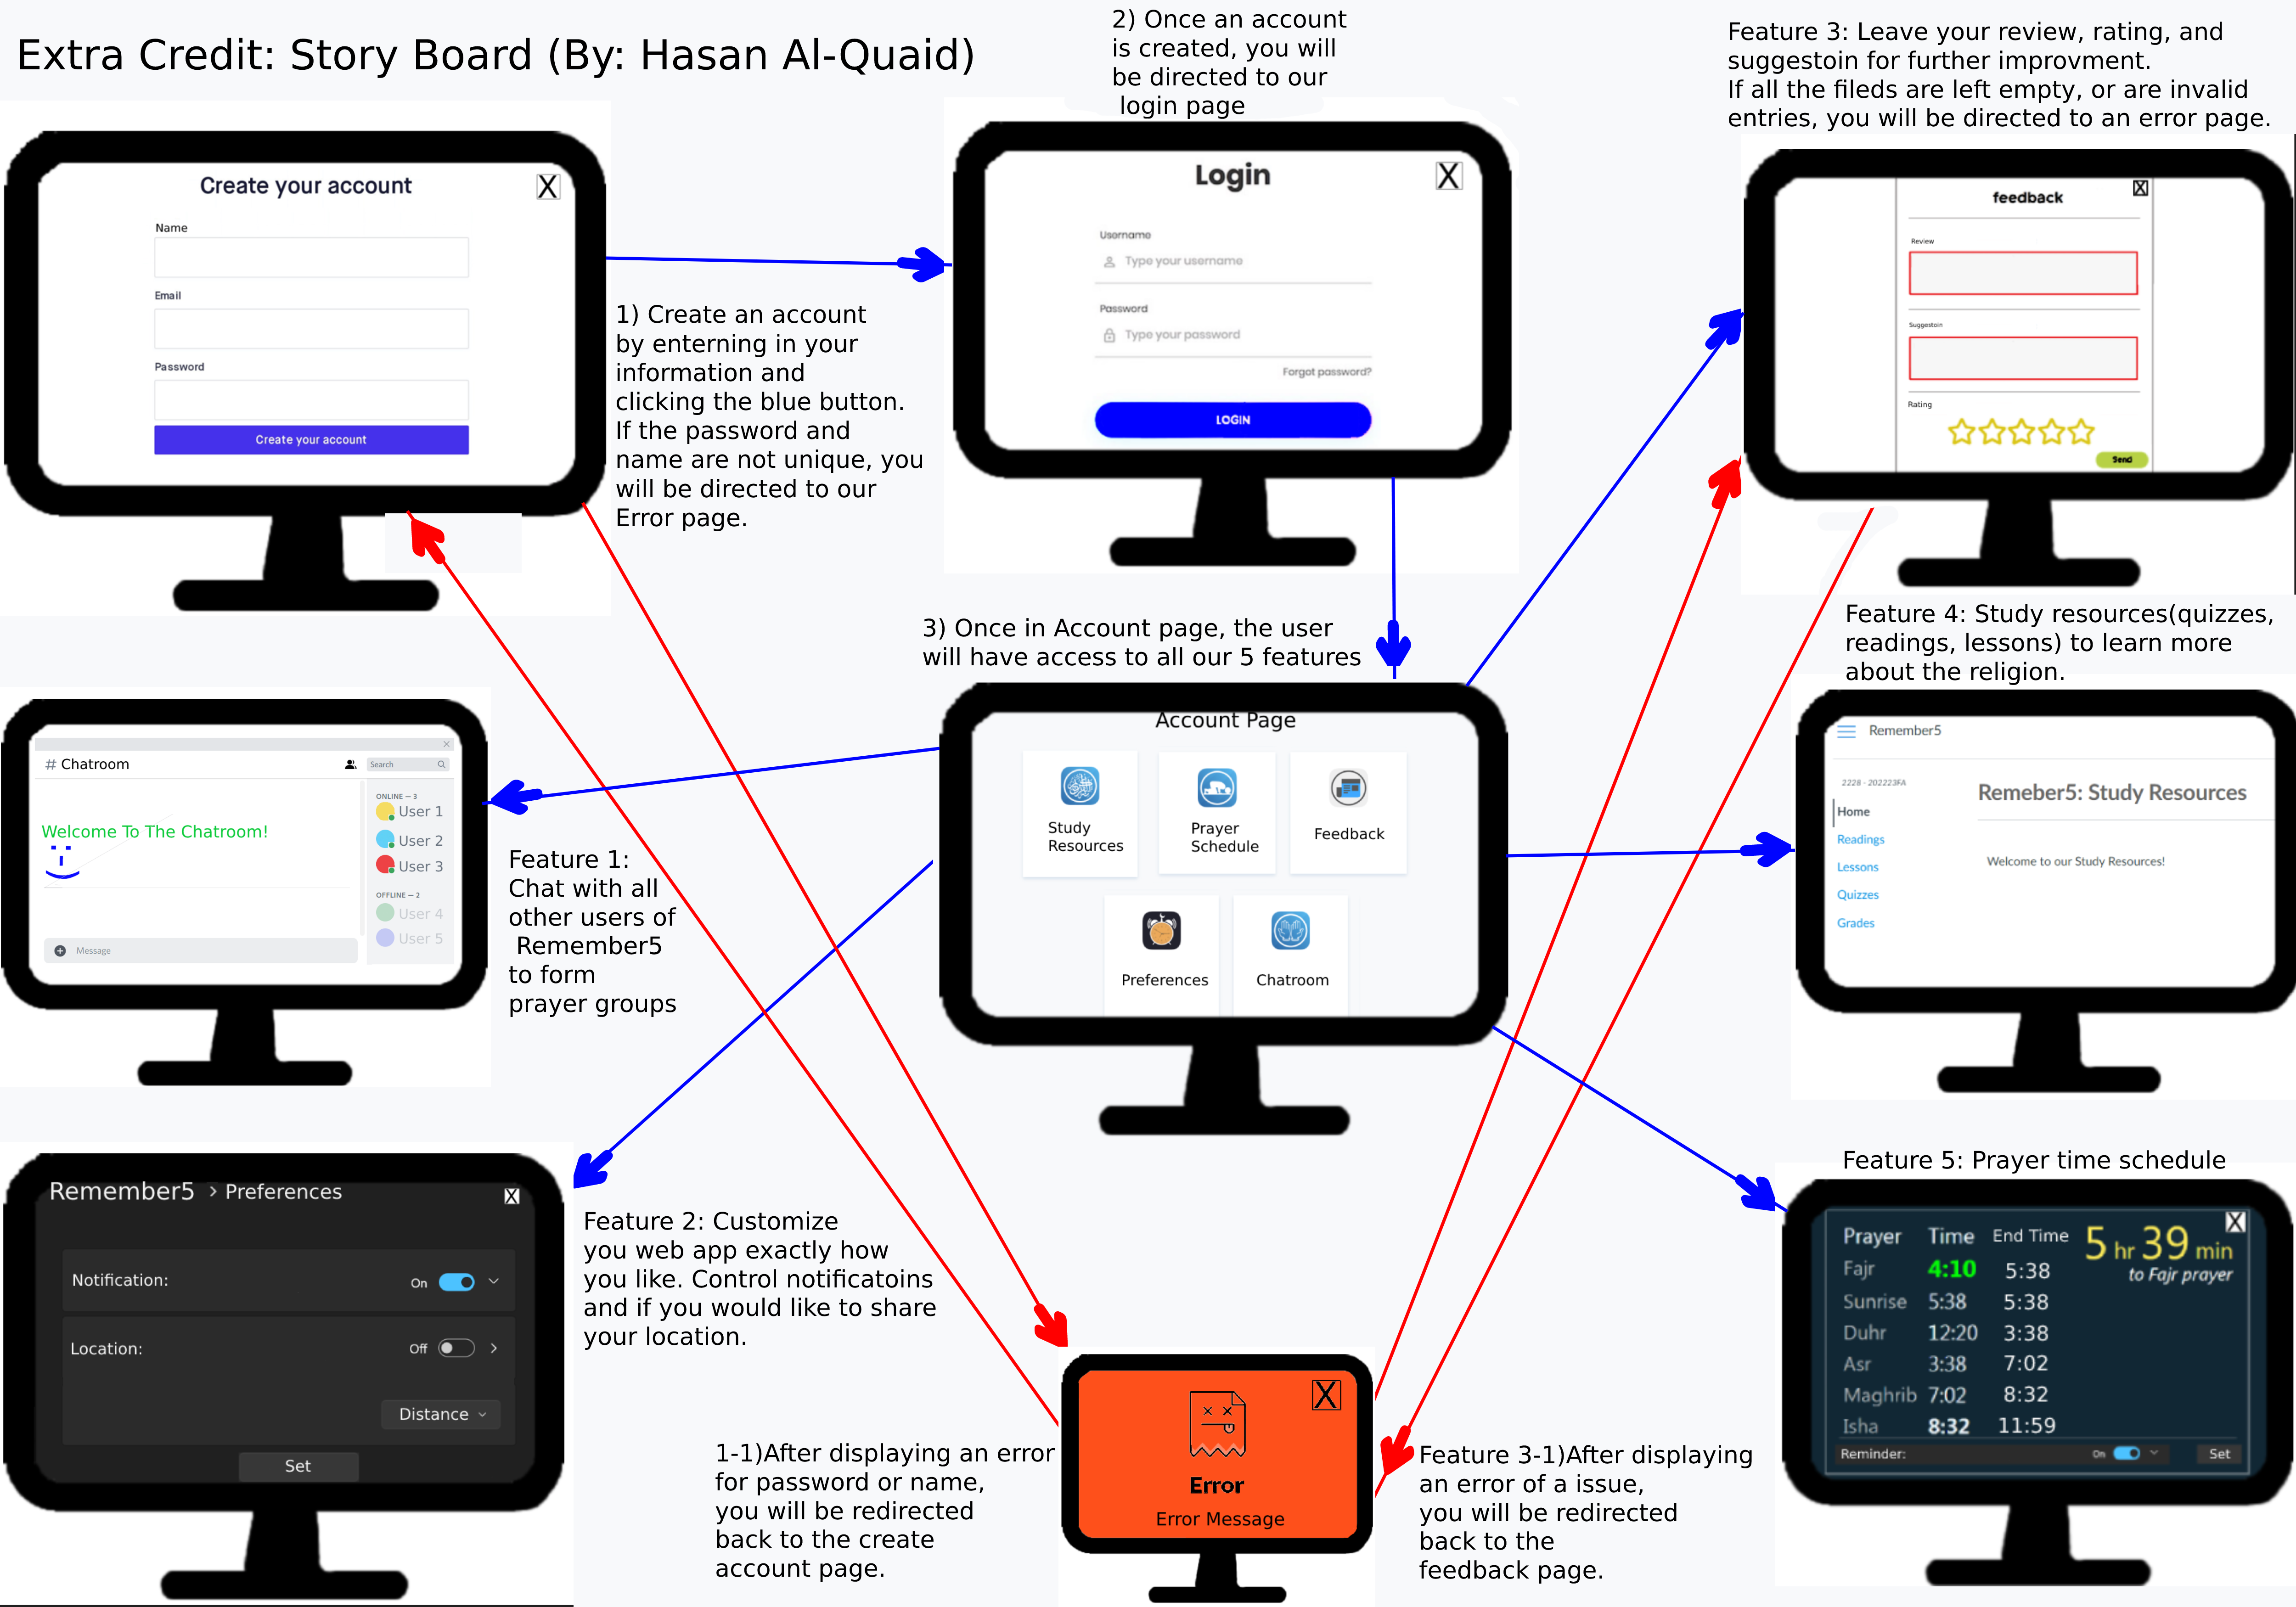 Extra Credit: Story Board (By: Hasan Al-Quaid)
2) Once an account
is created, you will
be directed to our
login page
Feature 3: Leave your review, rating, and
suggestoin for further improvment.
If all the fileds are left empty, or are invalid
entries, you will be directed to an error page.
Create your account
X
Name
Email
Password
Create your account
1) Create an account
by enterning in your
information and
clicking the blue button.
If the password and
name are not unique, you
will be directed to our
Error page.
Login
X
Username
Type your username
Password
Type your password
Forgot password?
LOGIN
feedback
X
Review
Suggestoin
Rating
Send
3) Once in Account page, the user
will have access to all our 5 features
Feature 4: Study resources(quizzes,
readings, lessons) to learn more
about the religion.
# Chatroom
Search
Welcome To The Chatroom!
ONLINE — 3
User 1
User 2
User 3
OFFLINE — 2
User 4
User 5
Message
Feature 1:
Chat with all
other users of
Remember5
to form
prayer groups
Account Page
Study
Resources
Prayer
Schedule
Feedback
Preferences
Chatroom
Remember5
2228 - 202223FA
Home
Readings
Lessons
Quizzes
Grades
Remeber5: Study Resources
Welcome to our Study Resources!
Remember5 > Preferences
X
Notification:
On
Location:
Off
Distance
Set
Feature 2: Customize
you web app exactly how
you like. Control notificatoins
and if you would like to share
your location.
1-1)After displaying an error
for password or name,
you will be redirected
back to the create
account page.
X
Error
Error Message
Feature 3-1)After displaying
an error of a issue,
you will be redirected
back to the
feedback page.
Feature 5: Prayer time schedule
X
Prayer Time End Time
5 hr 39 min
to Fajr prayer
Fajr 4:10 5:38
Sunrise 5:38 5:38
Duhr 12:20 3:38
Asr 3:38 7:02
Maghrib 7:02 8:32
Isha 8:32 11:59
Reminder: On Set